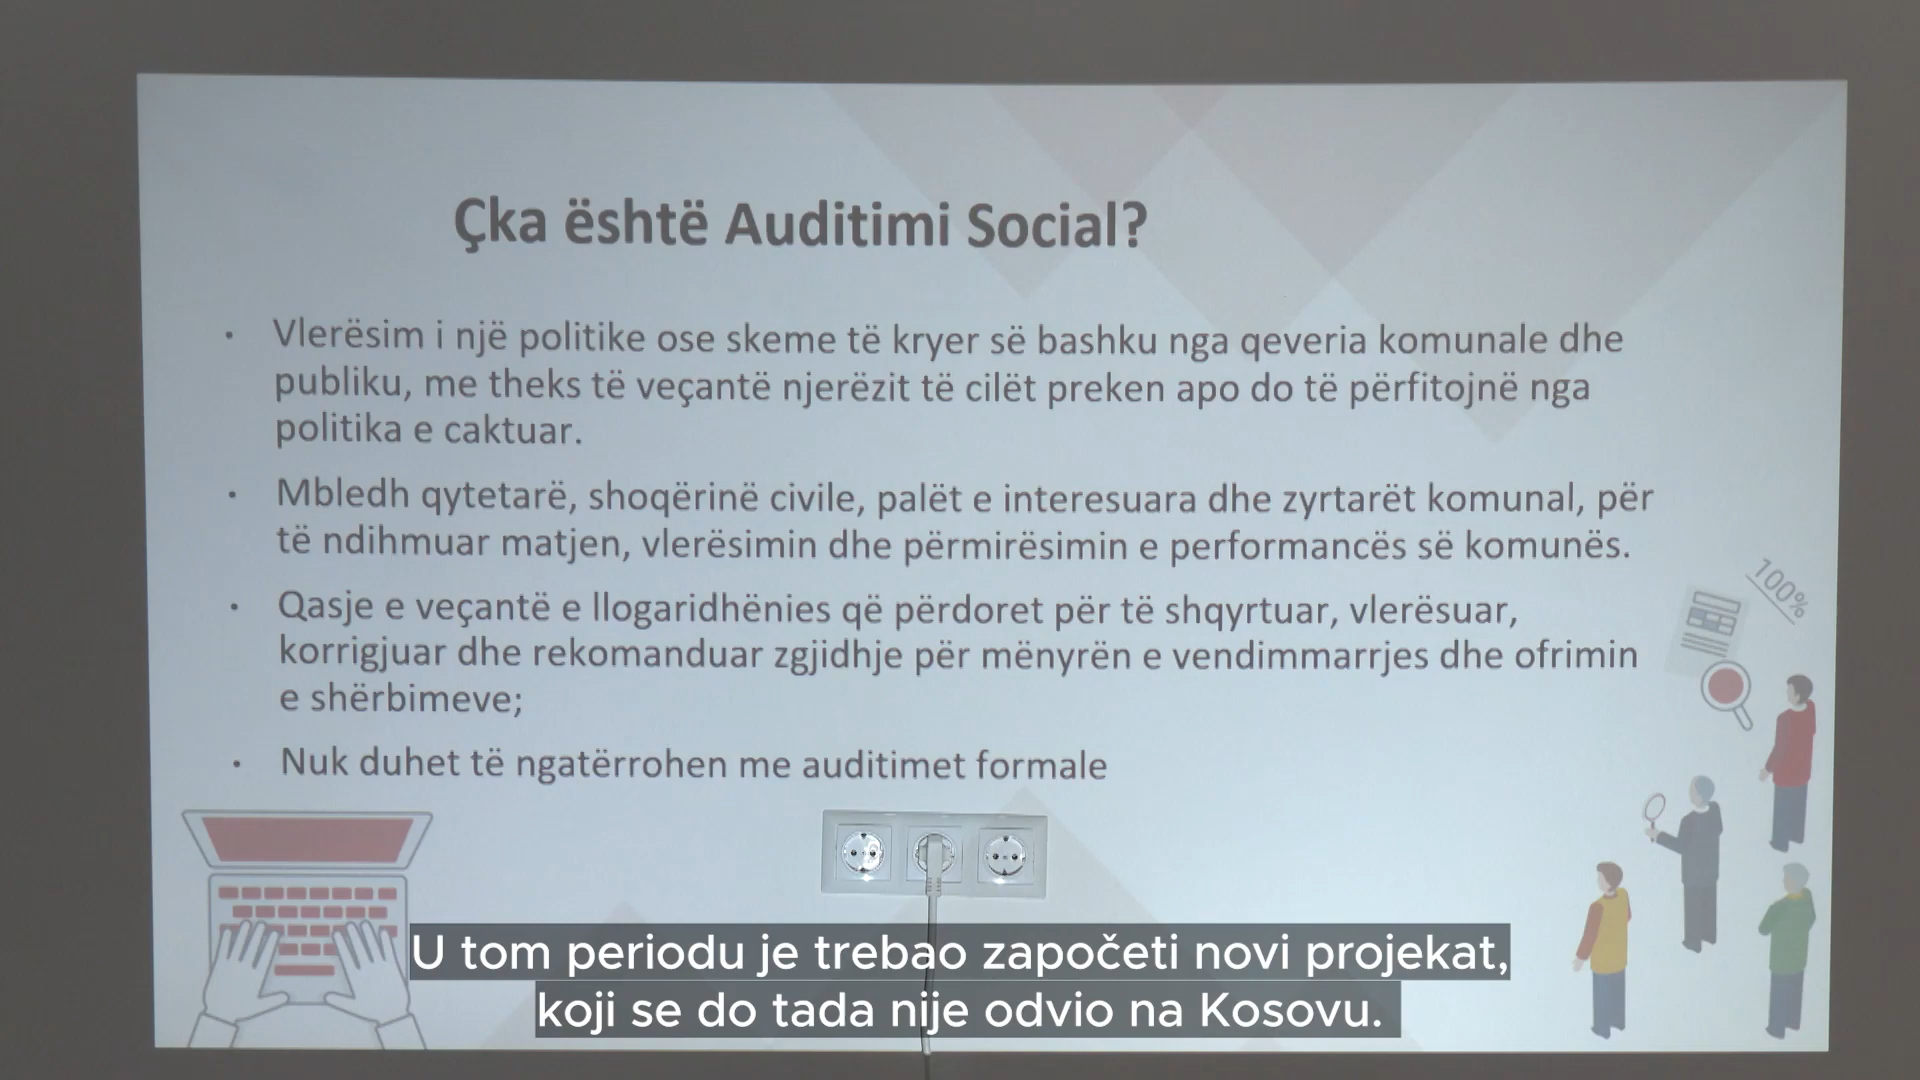 Çka është Auditimi Social?
• Vlerësim i një politike ose skeme të kryer së bashku nga qeveria komunale dhe
publiku, me theks të veçantë njerëzit të cilët preken apo do të përfitojnë nga
politika e caktuar.
• Mbledh qytetarë, shoqërinë civile, palët e interesuara dhe zyrtarët komunal, për
të ndihmuar matjen, vlerësimin dhe përmirësimin e performancës së komunës.
• Qasje e veçantë e llogaridhënies që përdoret për të shqyrtuar, vlerësuar,
korrigjuar dhe rekomanduar zgjidhje për mënyrën e vendimmarrjes dhe ofrimin
e shërbimeve;
• Nuk duhet të ngatërrohen me auditimet formale
100%
U tom periodu je trebao započeti novi projekat,
koji se do tada nije odvio na Kosovu.